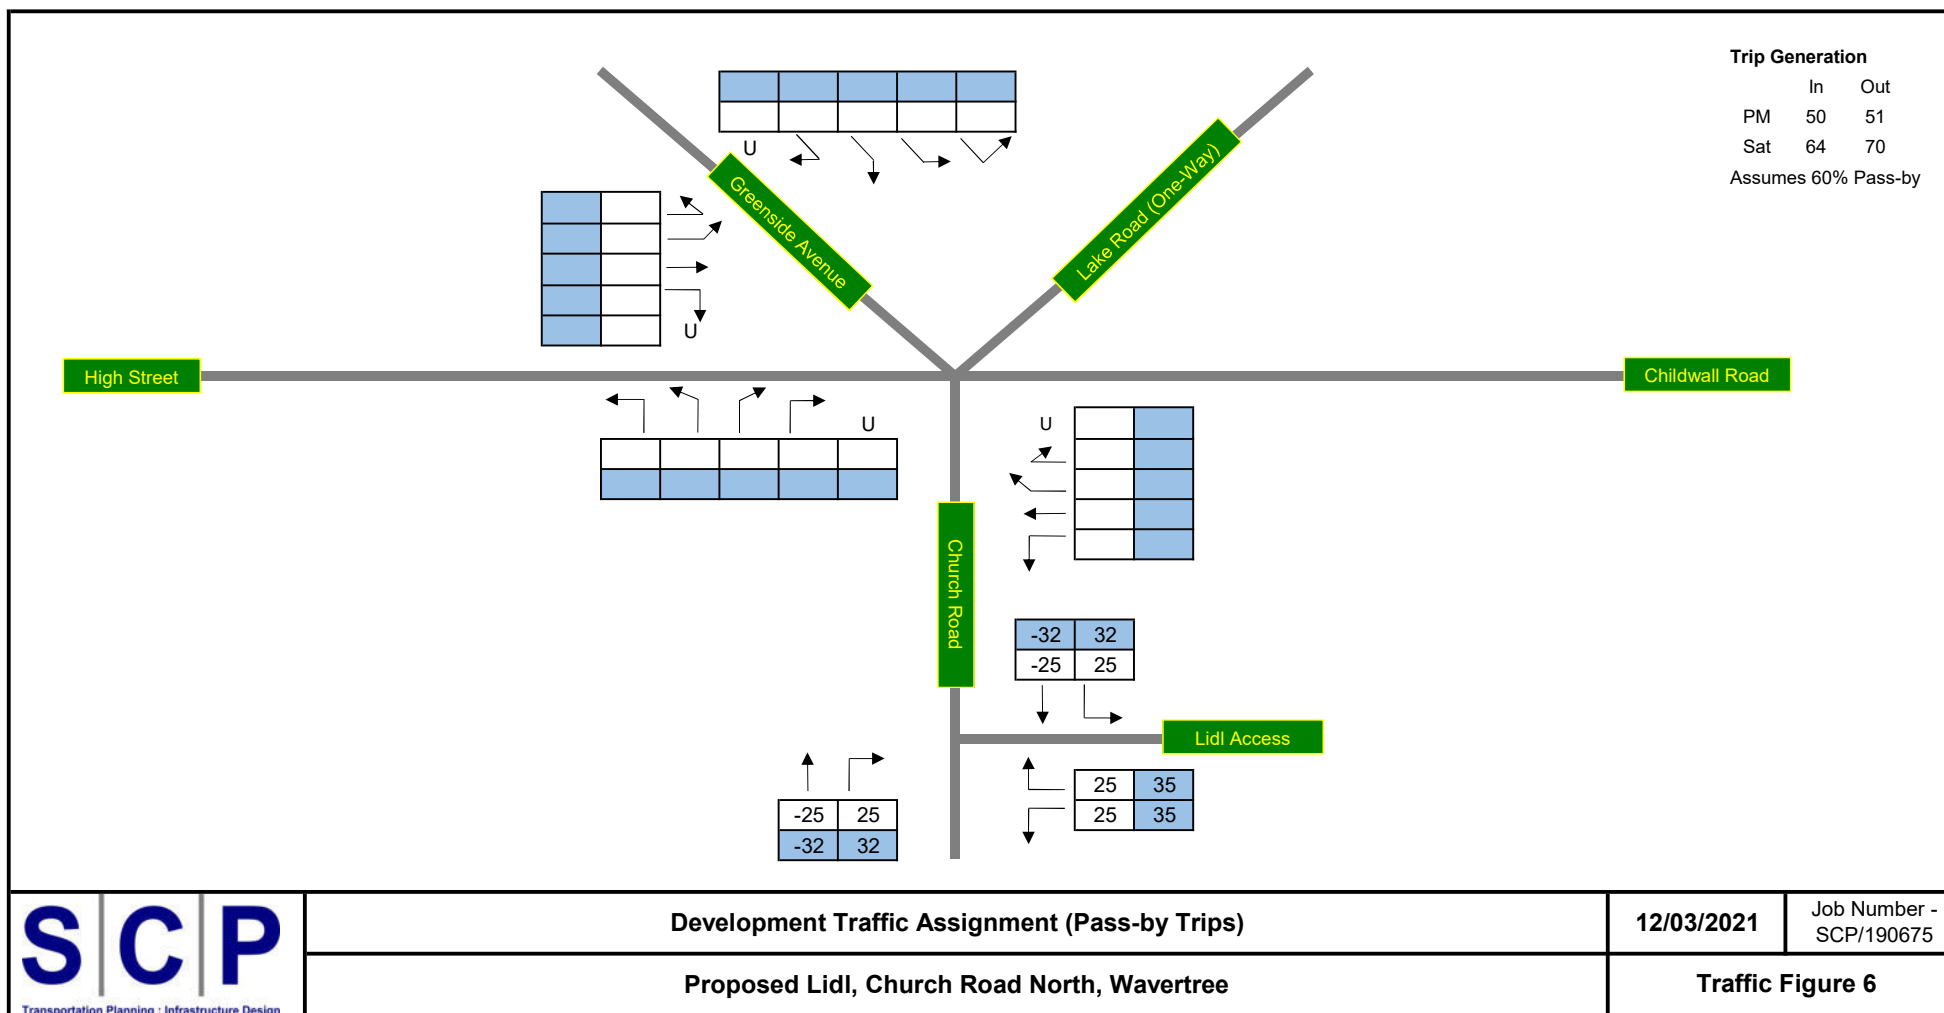 Trip Generation
In Out
PM 50 51
Sat 64 70
Assumes 60% Pass-by
U
Greenside Avenue
Lake Road (One-Way)
U
High Street
Childwall Road
U
U
Church Road
-32 32
-25 25
Lidl Access
25 35
25 35
-25 25
-32 32
S C P
Transportation Planning : Infrastructure Design
Development Traffic Assignment (Pass-by Trips)
12/03/2021
Job Number -
SCP/190675
Proposed Lidl, Church Road North, Wavertree
Traffic Figure 6